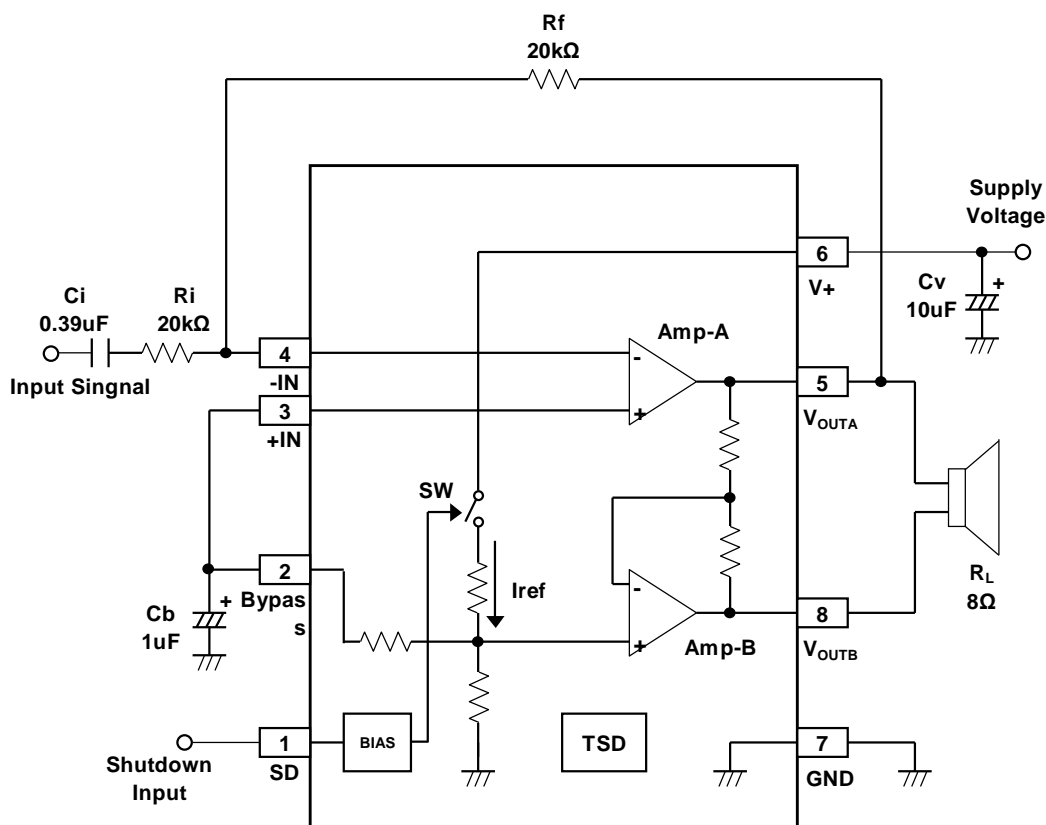 Rf
20kΩ
Supply
Voltage
6
V+
Cv
+
10uF
Ci
0.39uF
Ri
20kΩ
Input Singnal
4
-IN
3
+IN
Amp-A
-
+
5
VOUTA
SW
Iref
2
Bypas
s
Cb
+
1uF
-
+
Amp-B
8
VOUTB
RL
8Ω
1
SD
Shutdown
Input
BIAS
TSD
7
GND